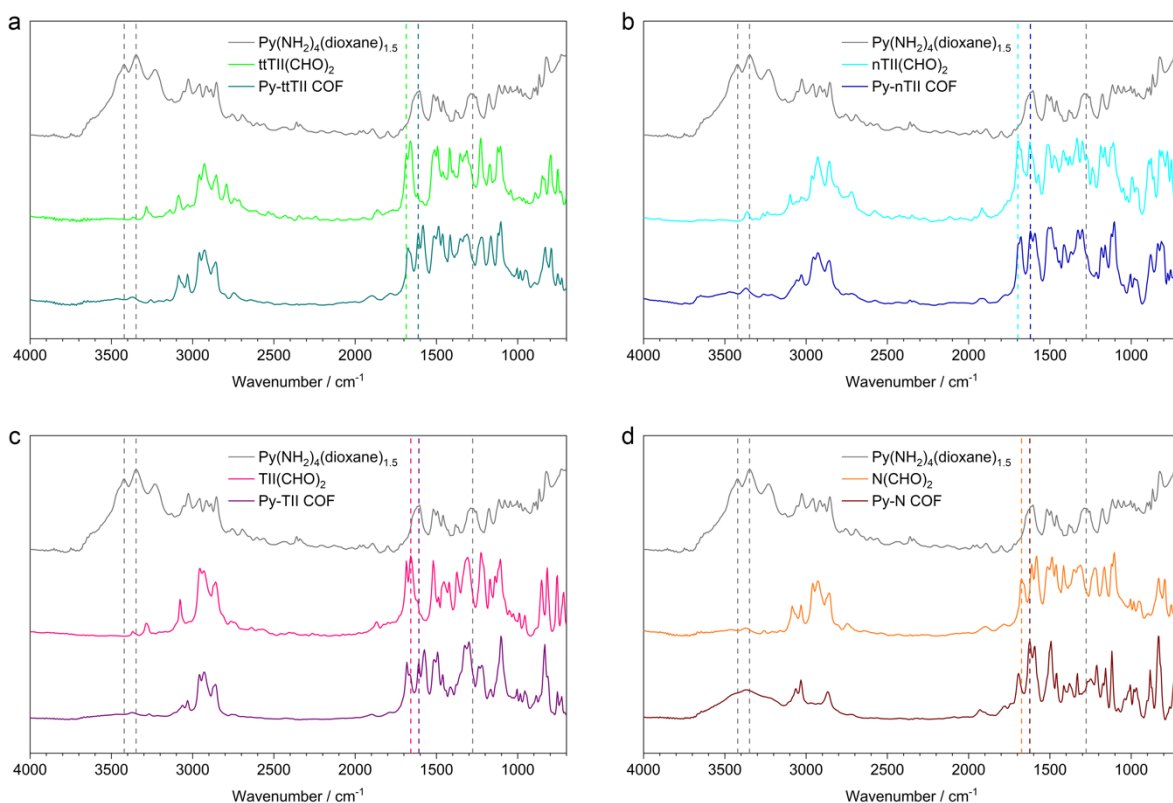 a
Py(NH₂)₄(dioxane)₁.₅
ttTII(CHO)₂
Py-ttTII COF
4000 3500 3000 2500 2000 1500 1000
Wavenumber / cm⁻¹
b
Py(NH₂)₄(dioxane)₁.₅
nTII(CHO)₂
Py-nTII COF
4000 3500 3000 2500 2000 1500 1000
Wavenumber / cm⁻¹
c
Py(NH₂)₄(dioxane)₁.₅
TII(CHO)₂
Py-TII COF
4000 3500 3000 2500 2000 1500 1000
Wavenumber / cm⁻¹
d
Py(NH₂)₄(dioxane)₁.₅
N(CHO)₂
Py-N COF
4000 3500 3000 2500 2000 1500 1000
Wavenumber / cm⁻¹